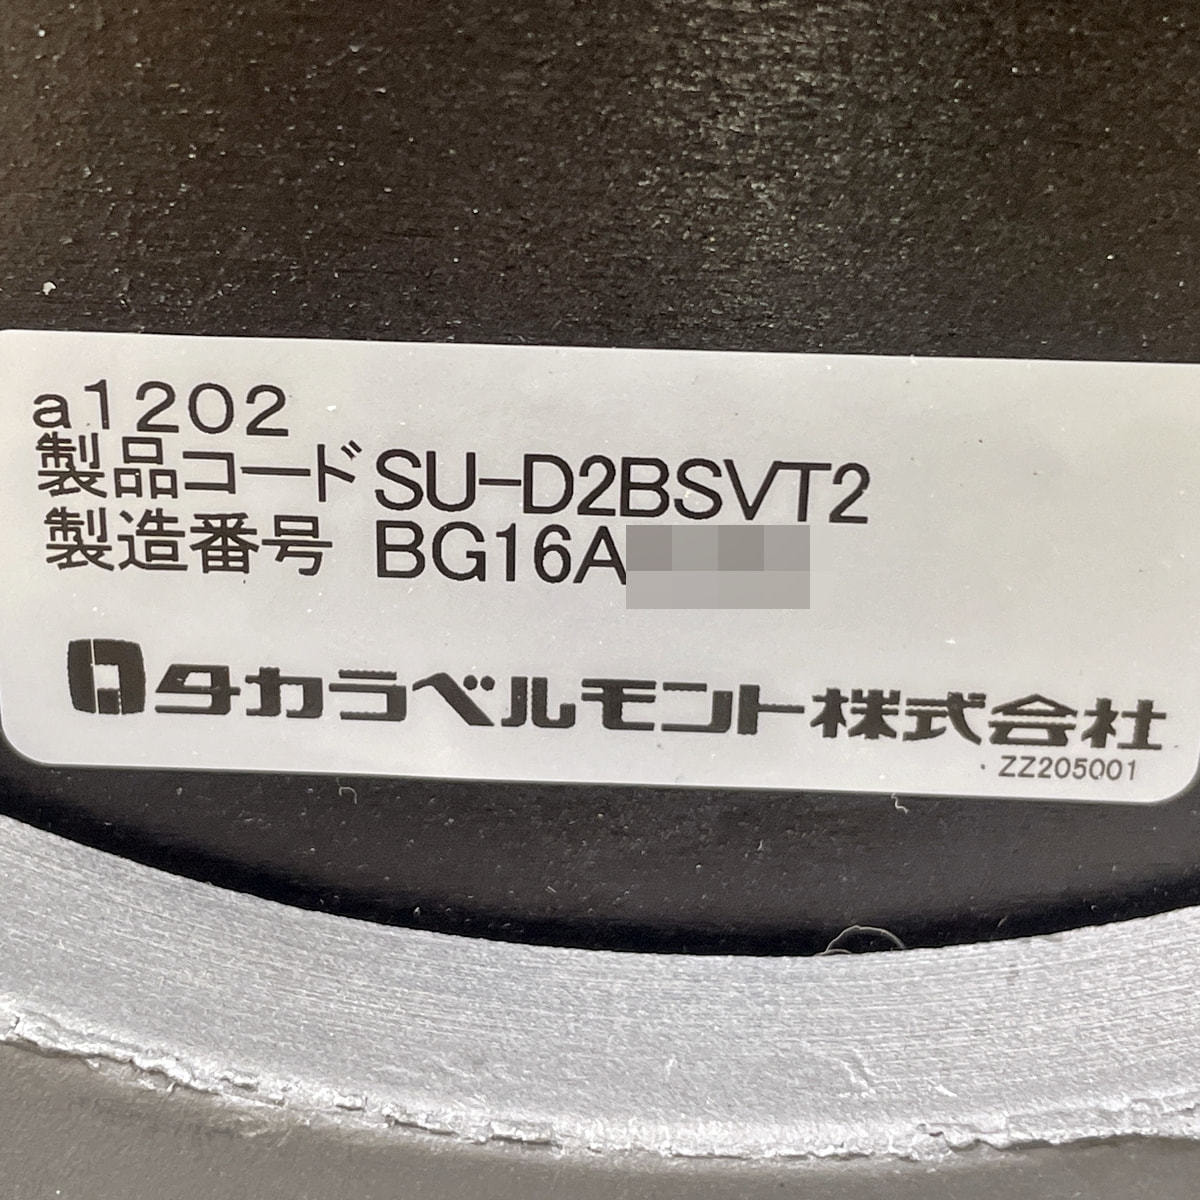 a1202
製品コード SU-D2BSVT2
製造番号 BG16A
タカラベルモント株式会社
ZZ205001